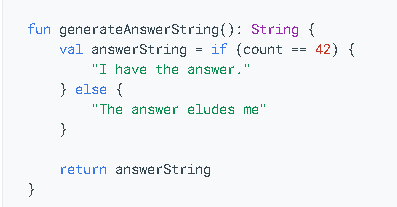 fun generateAnswerString(): String {
    val answerString = if (count == 42) {
        "I have the answer."
    } else {
        "The answer eludes me"
    }

    return answerString
}